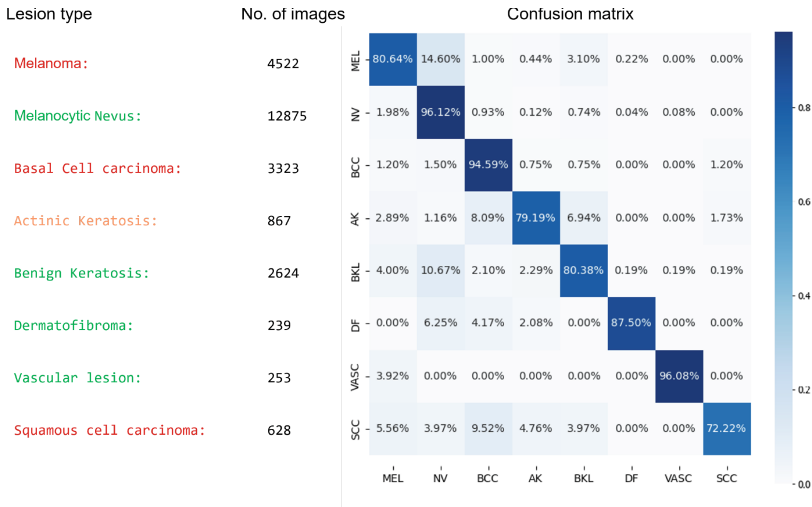 Lesion type No. of images Confusion matrix
Melanoma: 4522 MEL 80.64% 14.60% 1.00% 0.44% 3.10% 0.22% 0.00% 0.00%
Melanocytic Nevus: 12875 NV 1.98% 96.12% 0.93% 0.12% 0.74% 0.04% 0.08% 0.00%
0.8
Basal Cell carcinoma: 3323 BCC 1.20% 1.50% 94.59% 0.75% 0.75% 0.00% 0.00% 1.20%
0.6
Actinic Keratosis: 867 AK 2.89% 1.16% 8.09% 79.19% 6.94% 0.00% 0.00% 1.73%
Benign Keratosis: 2624 BKL 4.00% 10.67% 2.10% 2.29% 80.38% 0.19% 0.19% 0.19%
0.4
Dermatofibroma: 239 DF 0.00% 6.25% 4.17% 2.08% 0.00% 87.50% 0.00% 0.00%
Vascular lesion: 253 VASC 3.92% 0.00% 0.00% 0.00% 0.00% 0.00% 96.08% 0.00%
0.2
Squamous cell carcinoma: 628 SCC 5.56% 3.97% 9.52% 4.76% 3.97% 0.00% 0.00% 72.22%
MEL NV BCC AK BKL DF VASC SCC
0.0